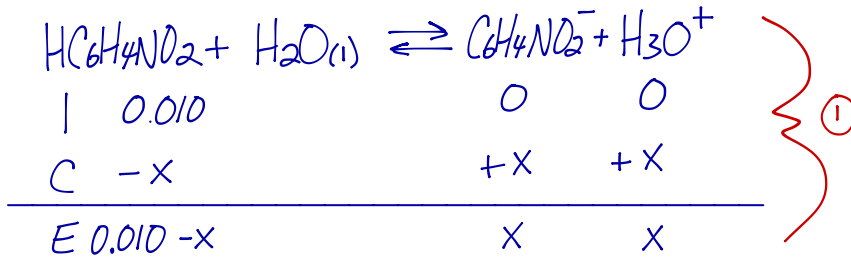 HC6H4NO2 + H2O(l) ⇌ C6H4NO2⁻ + H3O⁺
I 0.010 0 0
C -x +x +x ①
E 0.010 -x x x